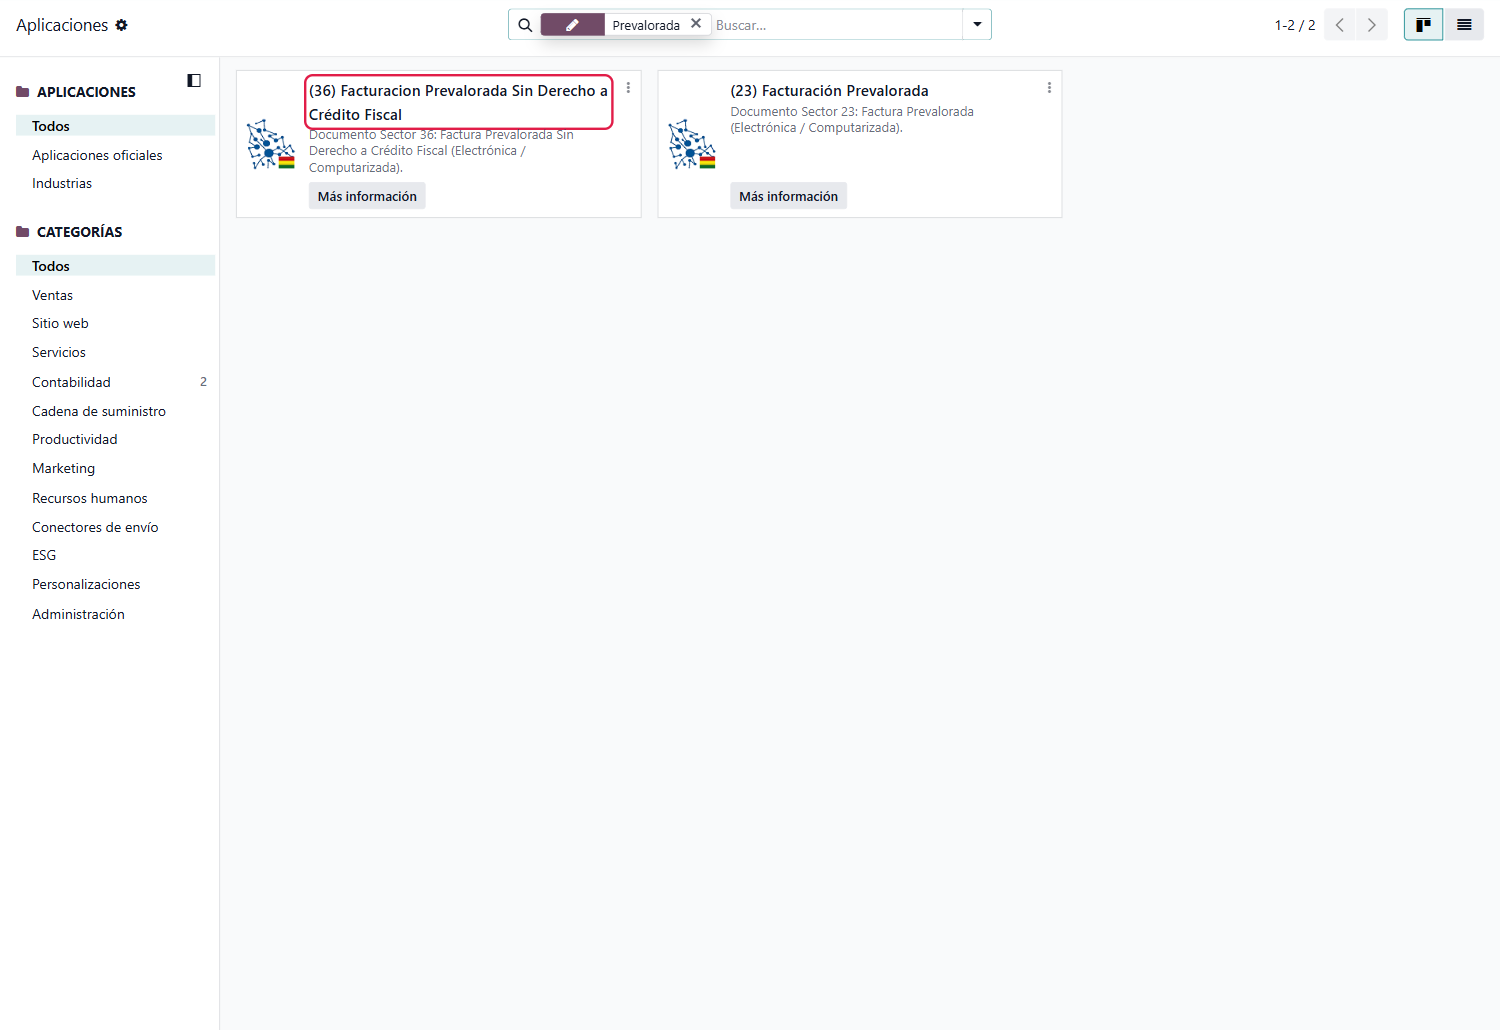 Aplicaciones
Prevalorada
Buscar...
1-2 / 2
APLICACIONES
Todos
Aplicaciones oficiales
Industrias
CATEGORÍAS
Todos
Ventas
Sitio web
Servicios
Contabilidad 2
Cadena de suministro
Productividad
Marketing
Recursos humanos
Conectores de envío
ESG
Personalizaciones
Administración
(36) Facturacion Prevalorada Sin Derecho a
Crédito Fiscal
Documento Sector 36: Factura Prevalorada Sin
Derecho a Crédito Fiscal (Electrónica /
Computarizada).
Más información
(23) Facturación Prevalorada
Documento Sector 23: Factura Prevalorada
(Electrónica / Computarizada).
Más información